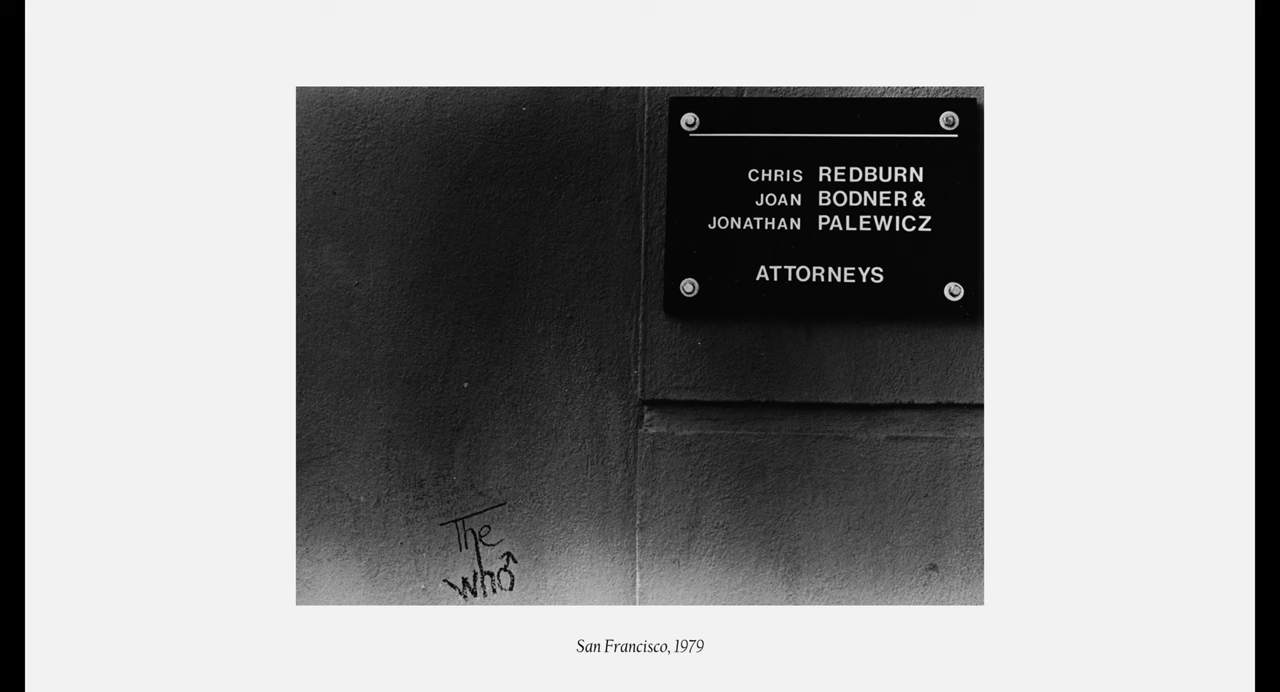 CHRIS REDBURN
JOAN BODNER &
JONATHAN PALEWICZ
ATTORNEYS
The
Who
San Francisco, 1979